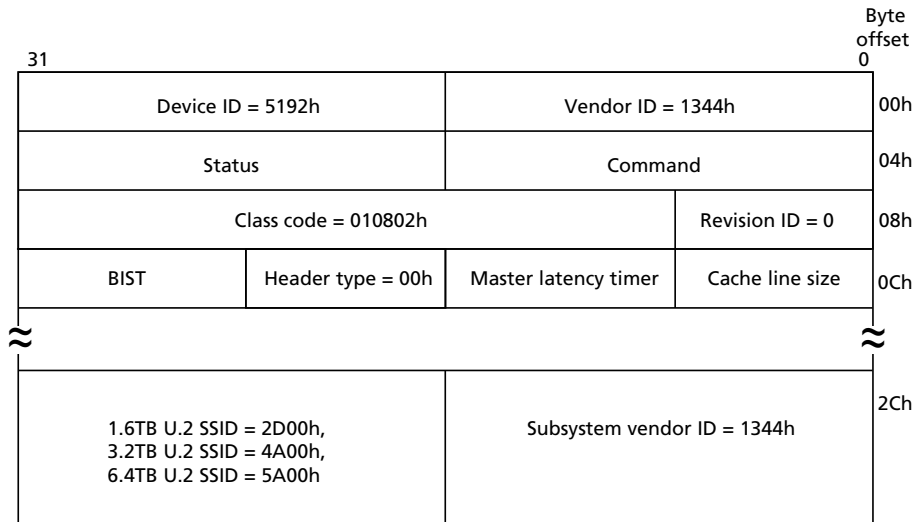 Byte
offset
31 0
Device ID = 5192h Vendor ID = 1344h 00h
Status Command 04h
Class code = 010802h Revision ID = 0 08h
BIST Header type = 00h Master latency timer Cache line size 0Ch
≈ ≈
2Ch
1.6TB U.2 SSID = 2D00h, Subsystem vendor ID = 1344h
3.2TB U.2 SSID = 4A00h,
6.4TB U.2 SSID = 5A00h